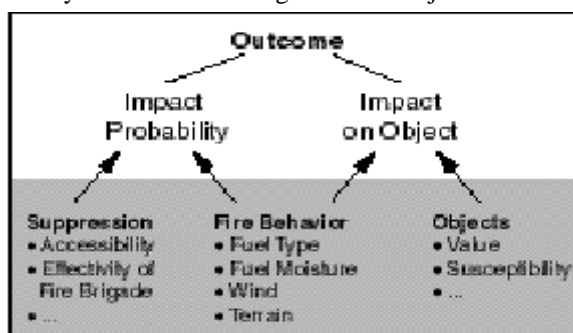 Outcome
Impact
Probability
Impact
on Object
Suppression
• Accessibility
• Effectivity of
Fire Brigade
• ...
Fire Behavior
• Fuel Type
• Fuel Moisture
• Wind
• Terrain
Objects
• Value
• Susceptibility
• ...